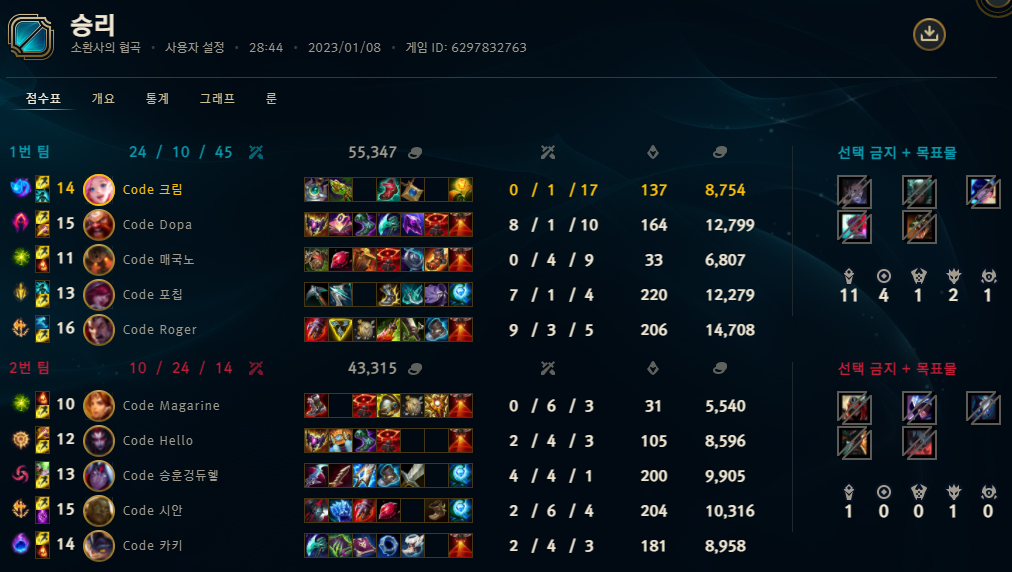 승리
소환사의 협곡 • 사용자 설정 • 28:44 • 2023/01/08 • 게임 ID: 6297832763
점수표 개요 통계 그래프 룬
1번 팀 24 / 10 / 45 55,347 선택 금지 + 목표물
14 Code 크림 0 / 1 / 17 137 8,754
15 Code Dopa 8 / 1 / 10 164 12,799
11 Code 매국노 0 / 4 / 9 33 6,807
13 Code 포칩 7 / 1 / 4 220 12,279
11 4 1 2 1
16 Code Roger 9 / 3 / 5 206 14,708
2번 팀 10 / 24 / 14 43,315 선택 금지 + 목표물
10 Code Magarine 0 / 6 / 3 31 5,540
12 Code Hello 2 / 4 / 3 105 8,596
13 Code 승훈겅듀헬 4 / 4 / 1 200 9,905
15 Code 시안 2 / 6 / 4 204 10,316
1 0 0 1 0
14 Code 카키 2 / 4 / 3 181 8,958